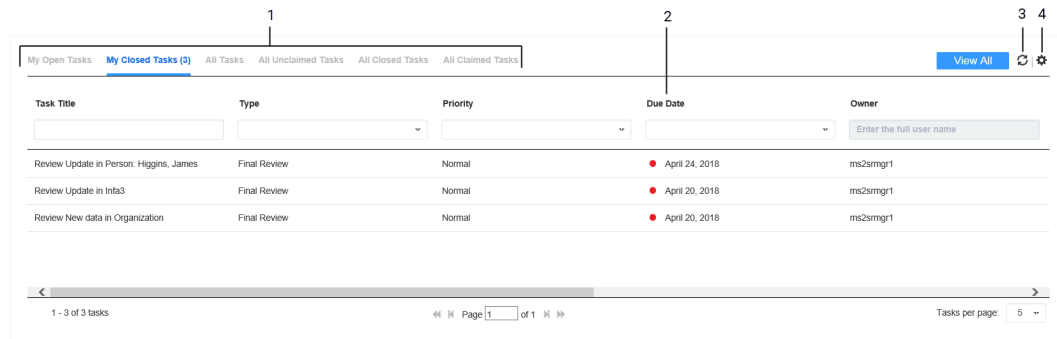 1 2 3 4
My Open Tasks My Closed Tasks (3) All Tasks All Unclaimed Tasks All Closed Tasks All Claimed Tasks View All
Task Title Type Priority Due Date Owner
Enter the full user name
Review Update in Person: Higgins, James Final Review Normal April 24, 2018 ms2srmgr1
Review Update in Infa3 Final Review Normal April 20, 2018 ms2srmgr1
Review New data in Organization Final Review Normal April 20, 2018 ms2srmgr1
1 - 3 of 3 tasks Page 1 of 1 Tasks per page: 5